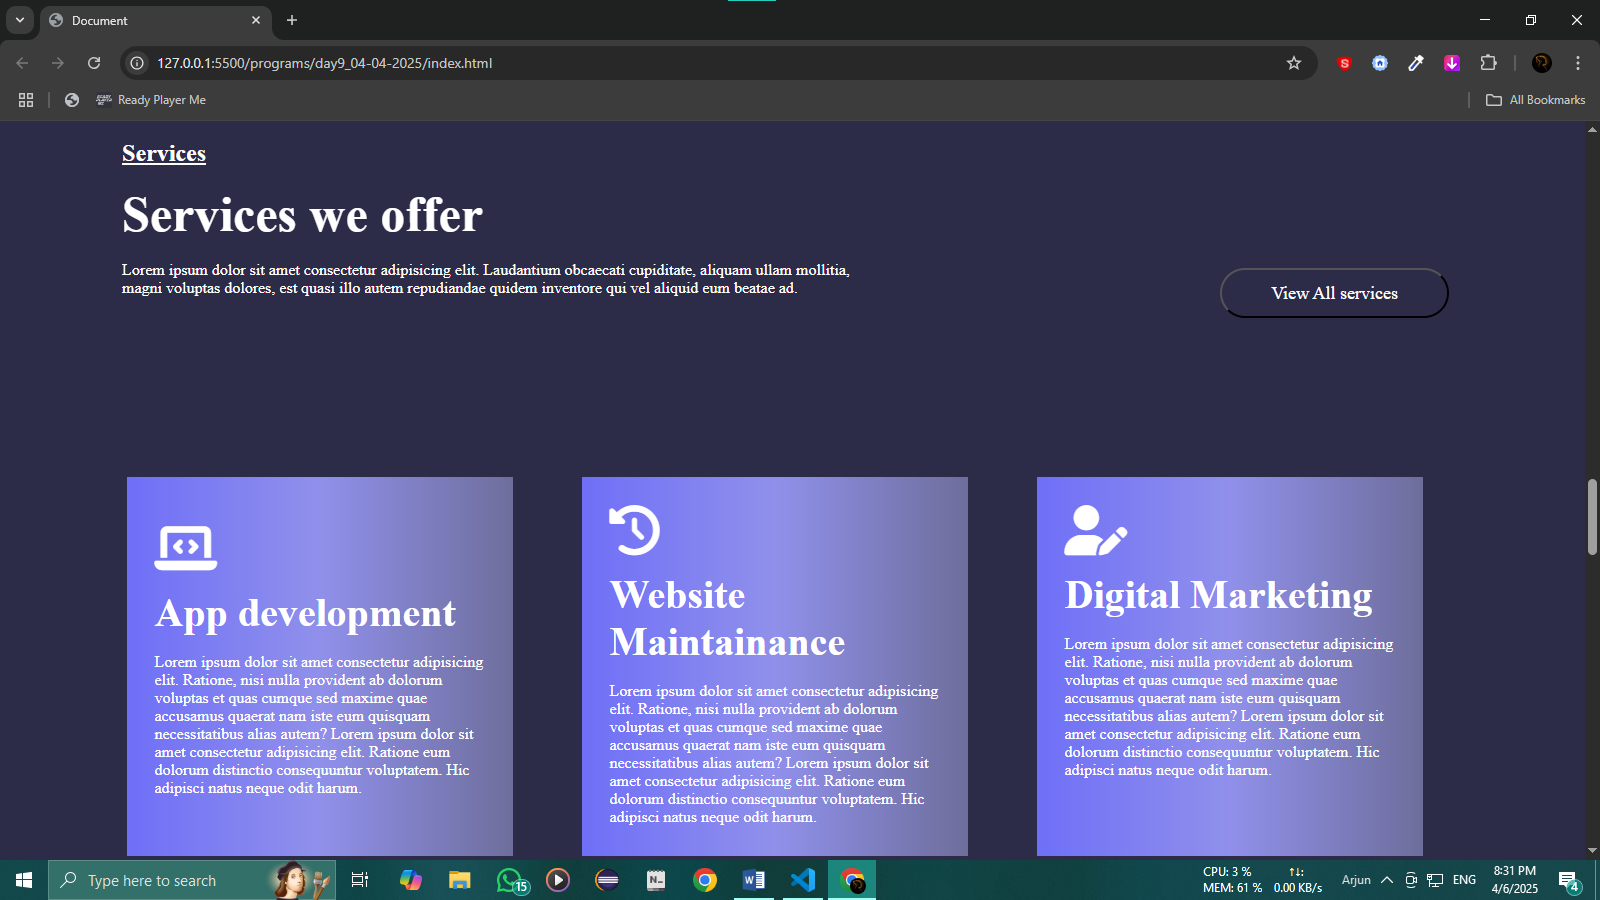 Document
127.0.0.1:5500/programs/day9_04-04-2025/index.html
Ready Player Me
All Bookmarks
Services
Services we offer
Lorem ipsum dolor sit amet consectetur adipisicing elit. Laudantium obcaecati cupiditate, aliquam ullam mollitia,
magni voluptas dolores, est quasi illo autem repudiandae quidem inventore qui vel aliquid eum beatae ad.
View All services
App development
Lorem ipsum dolor sit amet consectetur adipisicing
elit. Ratione, nisi nulla provident ab dolorum
voluptas et quas cumque sed maxime quae
accusamus quaerat nam iste eum quisquam
necessitatibus alias autem? Lorem ipsum dolor sit
amet consectetur adipisicing elit. Ratione eum
dolorum distinctio consequuntur voluptatem. Hic
adipisci natus neque odit harum.
Website
Maintainance
Lorem ipsum dolor sit amet consectetur adipisicing
elit. Ratione, nisi nulla provident ab dolorum
voluptas et quas cumque sed maxime quae
accusamus quaerat nam iste eum quisquam
necessitatibus alias autem? Lorem ipsum dolor sit
amet consectetur adipisicing elit. Ratione eum
dolorum distinctio consequuntur voluptatem. Hic
adipisci natus neque odit harum.
Digital Marketing
Lorem ipsum dolor sit amet consectetur adipisicing
elit. Ratione, nisi nulla provident ab dolorum
voluptas et quas cumque sed maxime quae
accusamus quaerat nam iste eum quisquam
necessitatibus alias autem? Lorem ipsum dolor sit
amet consectetur adipisicing elit. Ratione eum
dolorum distinctio consequuntur voluptatem. Hic
adipisci natus neque odit harum.
Type here to search
15
CPU: 3 %
MEM: 61 %
↑↓:
0.00 KB/s
Arjun
ENG
8:31 PM
4/6/2025
4